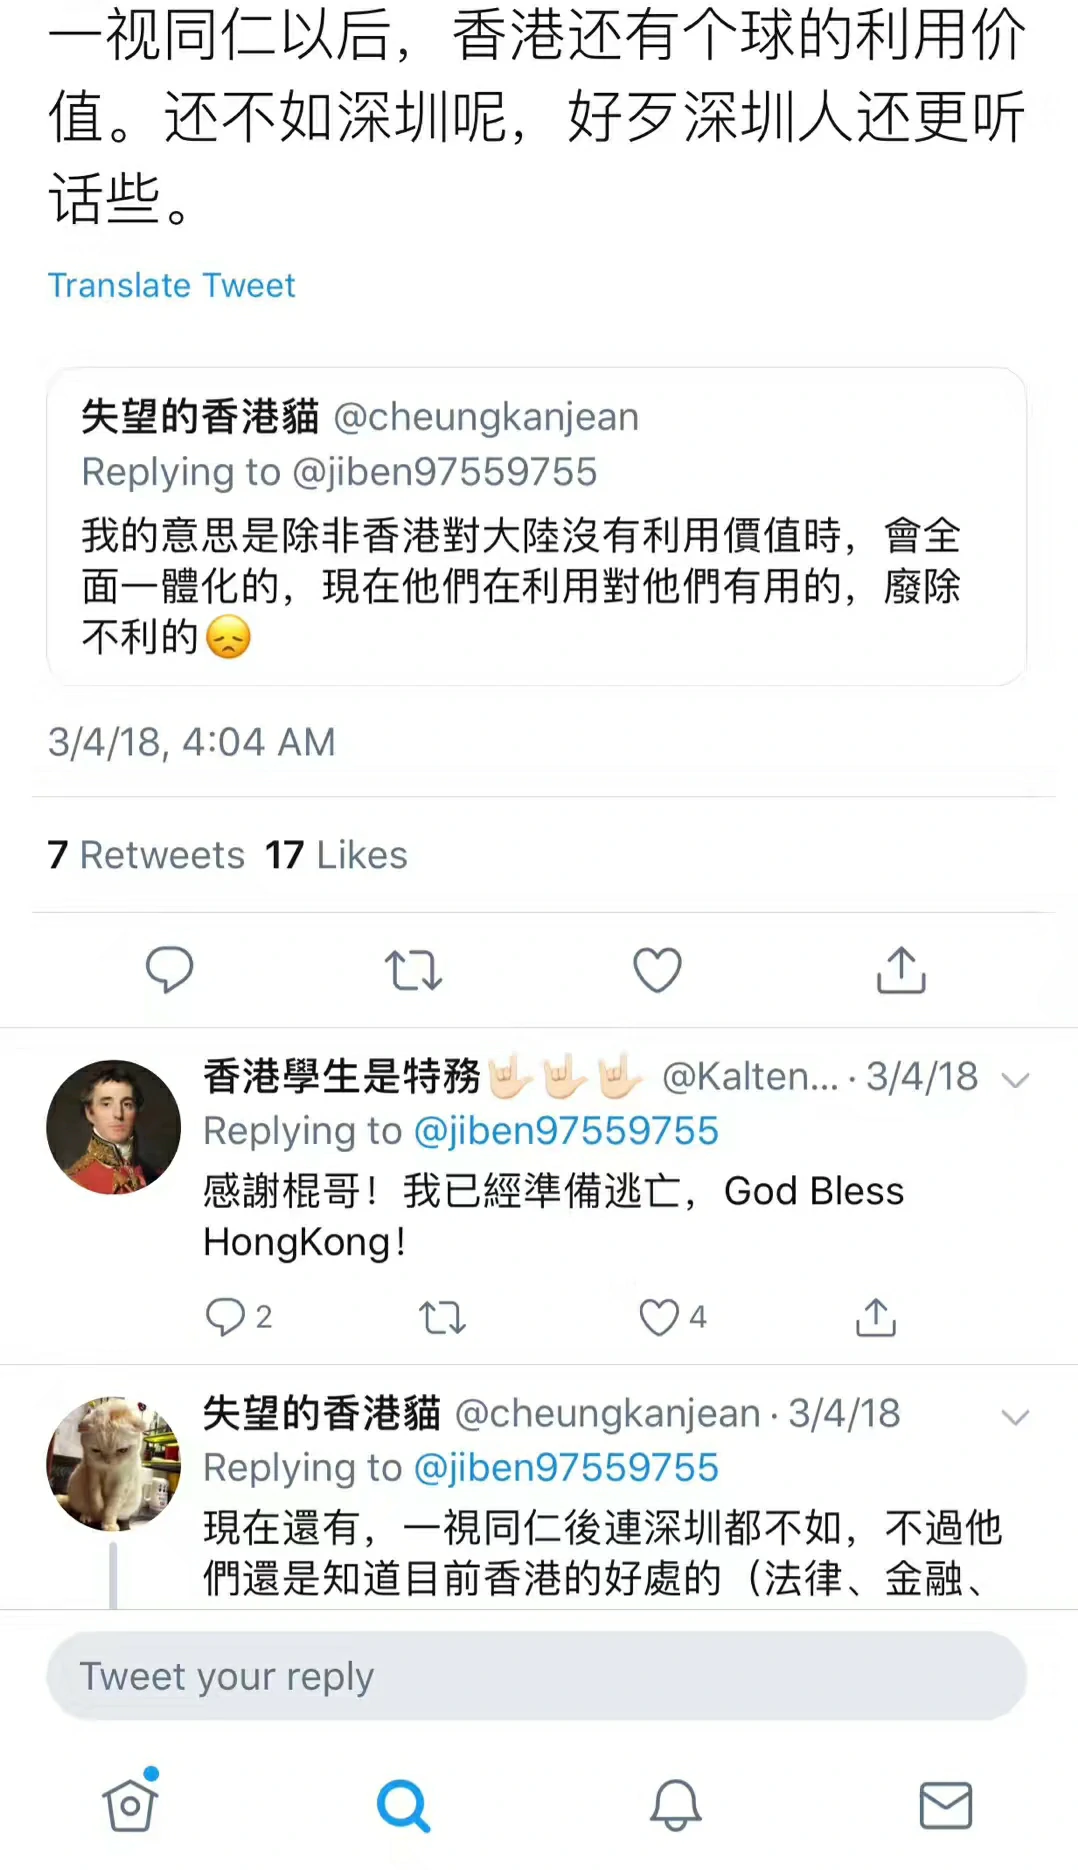 一视同仁以后，香港还有个球的利用价
值。还不如深圳呢，好歹深圳人还更听
话些。
Translate Tweet
失望的香港貓 @cheungkanjean
Replying to @jiben97559755
我的意思是除非香港對大陸沒有利用價值時，會全
面一體化的，現在他們在利用對他們有用的，廢除
不利的😞
3/4/18, 4:04 AM
7 Retweets 17 Likes
香港學生是特務🤟🏻🤟🏻🤟🏻 @Kalten... · 3/4/18
Replying to @jiben97559755
感謝棍哥！我已經準備逃亡，God Bless
HongKong！
2 4
失望的香港貓 @cheungkanjean · 3/4/18
Replying to @jiben97559755
現在還有，一視同仁後連深圳都不如，不過他
們還是知道目前香港的好處的（法律、金融、
Tweet your reply